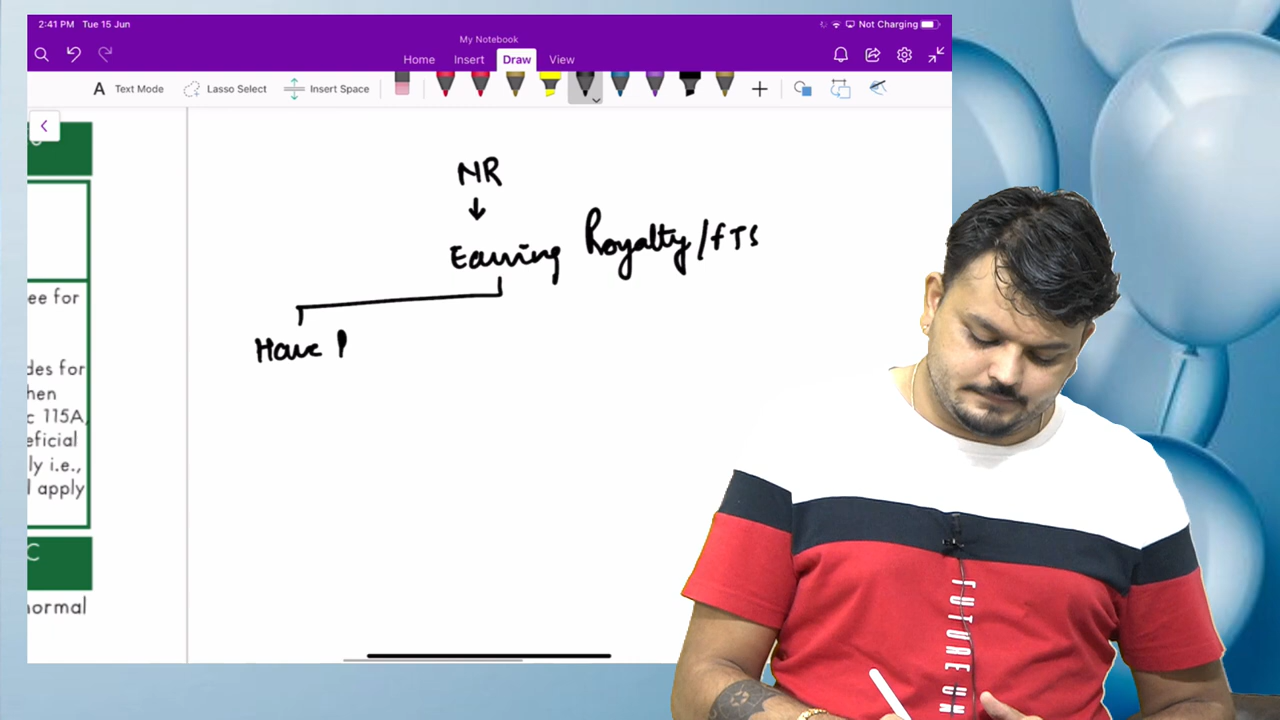 2:41 PM Tue 15 Jun
Not Charging
My Notebook
Home Insert Draw View
A Text Mode Lasso Select Insert Space
NR
Earning Royalty/FTS
Have P
ee for
des for
hen
c 115A,
eficial
ly i.e.,
l apply
C
normal
FUTURE UN